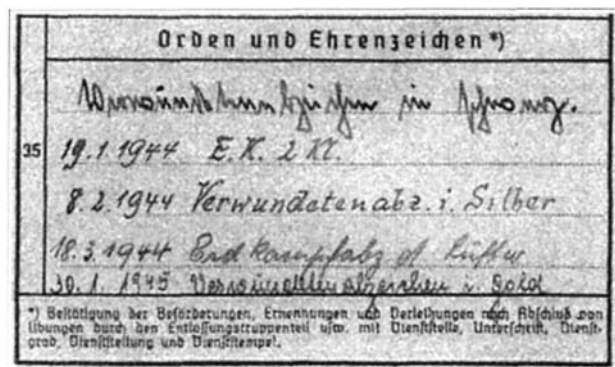 Orden und Ehrenzeichen *)
Verwundetenabzeichen in schwarz.
35
19.1.1944 E.K. 2 Kl.
8.2.1944 Verwundetenabz. i. Silber
18.3.1944 Erdkampfabz d Luftw
30.1.1945 Verwundetenabzeichen i. Gold
*) Bestätigung der Beförderungen, Ernennungen und Verleihungen nach Abschluß von
Übungen durch den Entlassungstruppenteil usw. mit Dienststelle, Unterschrift, Dienst-
grad, Dienststellung und Dienststempel.